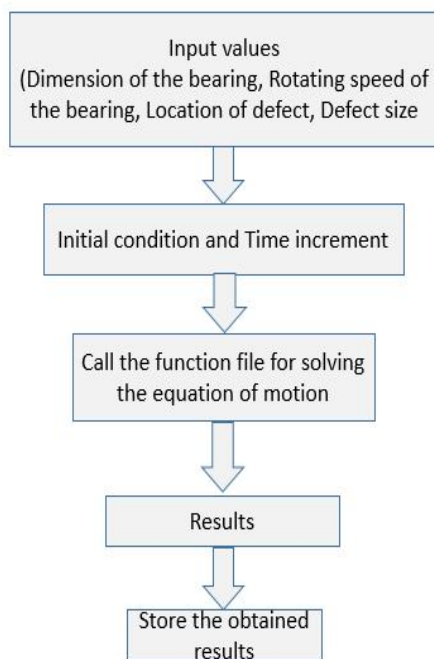 Input values
(Dimension of the bearing, Rotating speed of
the bearing, Location of defect, Defect size
Initial condition and Time increment
Call the function file for solving
the equation of motion
Results
Store the obtained
results